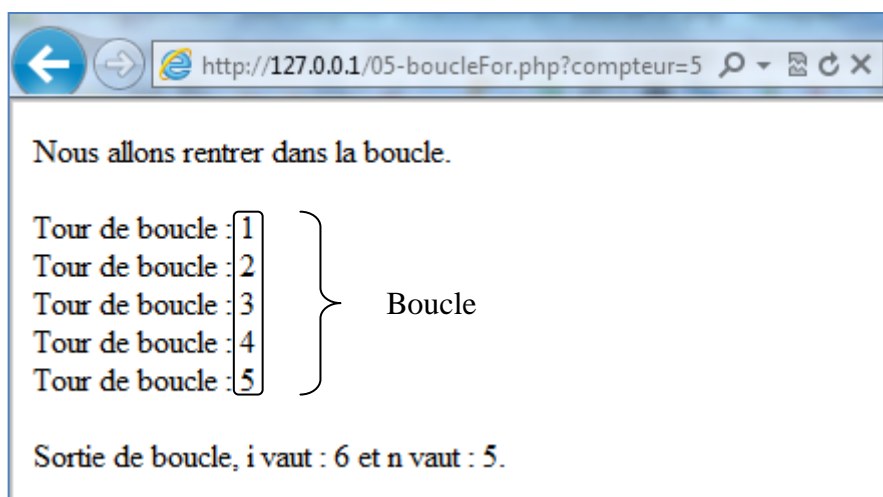 http://127.0.0.1/05-boucleFor.php?compteur=5
Nous allons rentrer dans la boucle.
Tour de boucle : 1
Tour de boucle : 2
Tour de boucle : 3
Tour de boucle : 4
Tour de boucle : 5
Boucle
Sortie de boucle, i vaut : 6 et n vaut : 5.